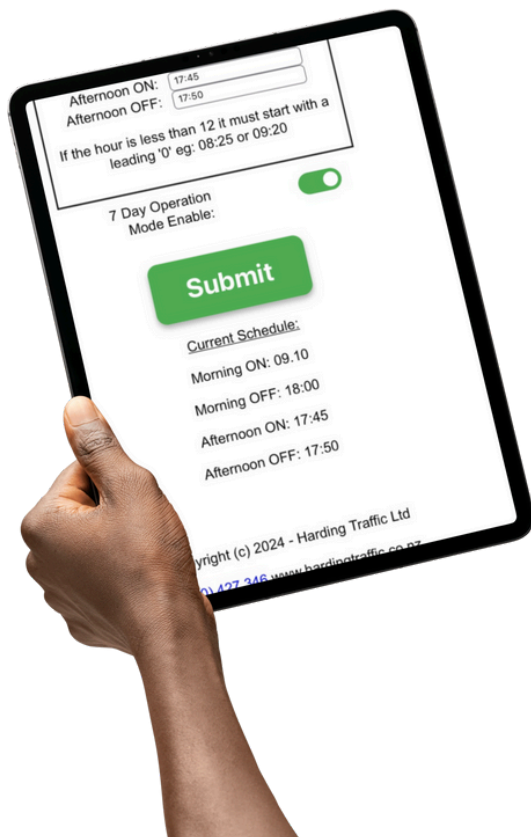 Afternoon ON: 17:45
Afternoon OFF: 17:50
If the hour is less than 12 it must start with a
leading '0' eg: 08:25 or 09:20
7 Day Operation
Mode Enable:
Submit
Current Schedule:
Morning ON: 09.10
Morning OFF: 18:00
Afternoon ON: 17:45
Afternoon OFF: 17:50
(c) 2024 - Harding Traffic Ltd
427 346 www.hardingtraffic.co.nz